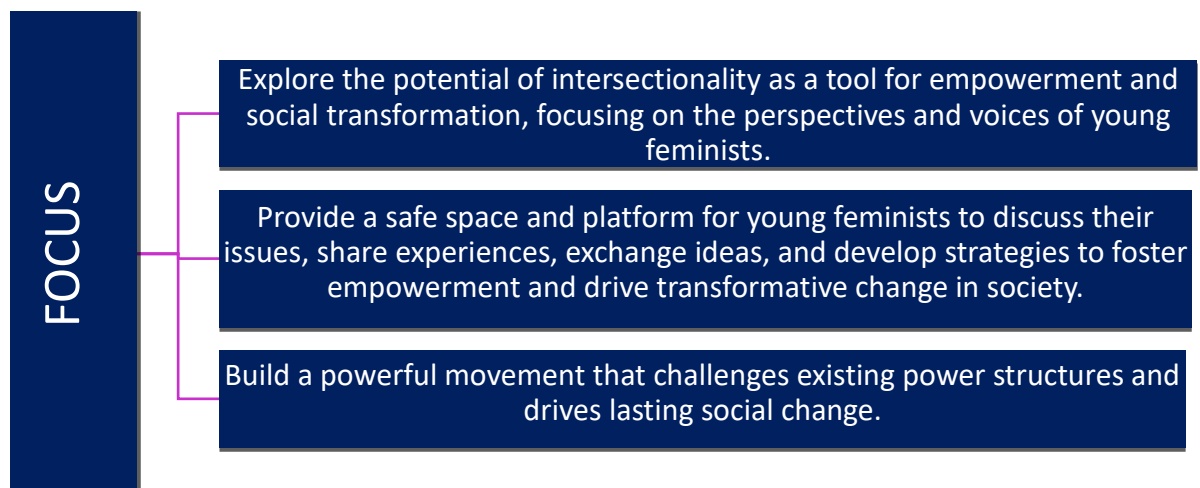 FOCUS
Explore the potential of intersectionality as a tool for empowerment and
social transformation, focusing on the perspectives and voices of young
feminists.
Provide a safe space and platform for young feminists to discuss their
issues, share experiences, exchange ideas, and develop strategies to foster
empowerment and drive transformative change in society.
Build a powerful movement that challenges existing power structures and
drives lasting social change.